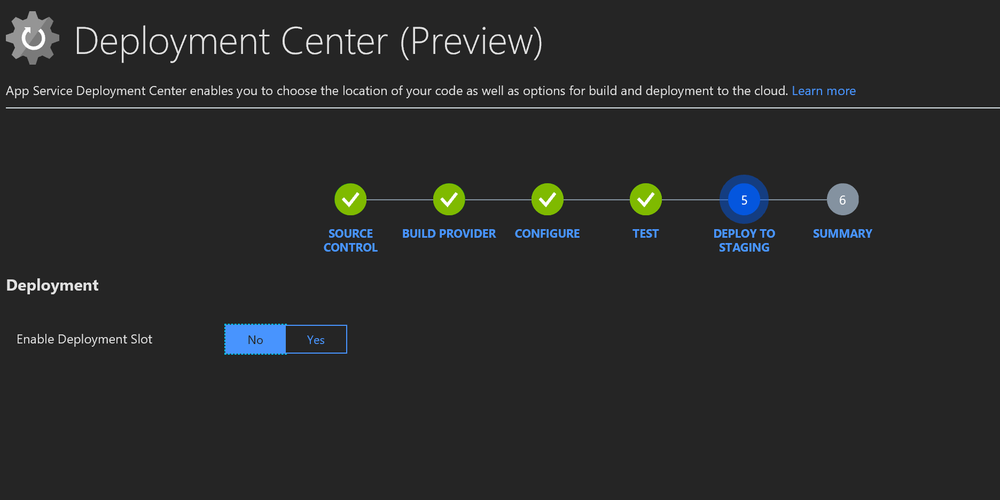 Deployment Center (Preview)
App Service Deployment Center enables you to choose the location of your code as well as options for build and deployment to the cloud. Learn more
5
6
SOURCE
CONTROL
BUILD PROVIDER
CONFIGURE
TEST
DEPLOY TO
STAGING
SUMMARY
Deployment
Enable Deployment Slot
No
Yes